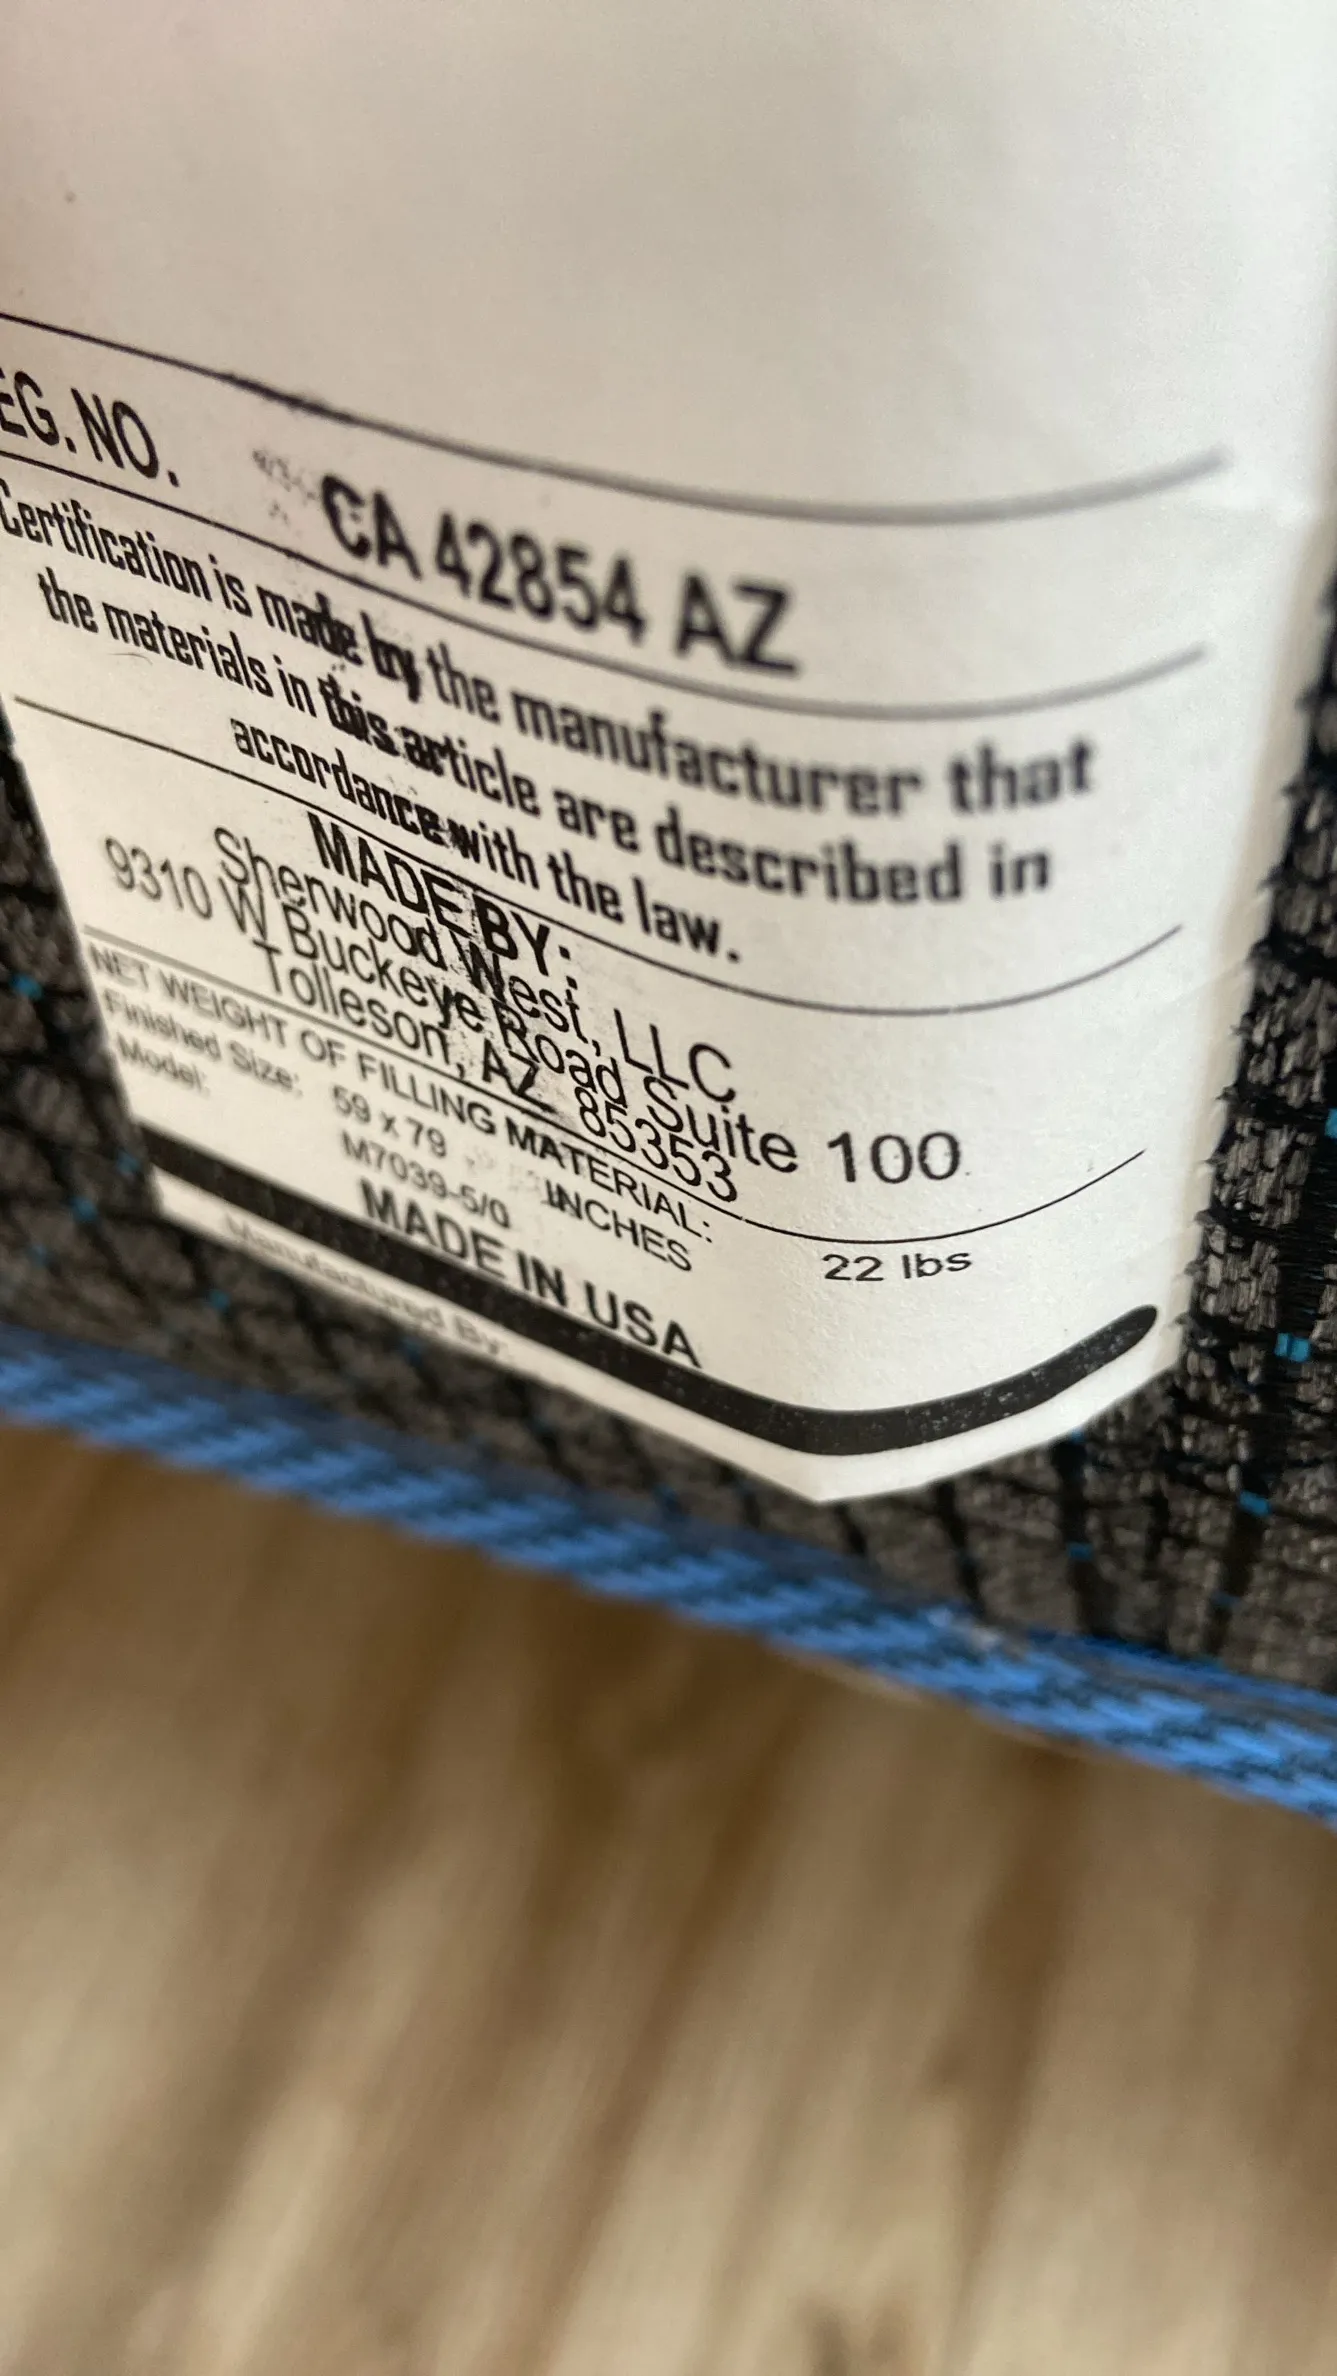 EG. NO. CA 42854 AZ
Certification is made by the manufacturer that
the materials in this article are described in
accordance with the law.
MADE BY:
Sherwood West, LLC
9310 W Buckeye Road Suite 100
Tolleson, AZ 85353
NET WEIGHT OF FILLING MATERIAL: 22 lbs
Finished Size: 59 x 79 INCHES
Model: M7039-5/0
MADE IN USA
Manufactured By: